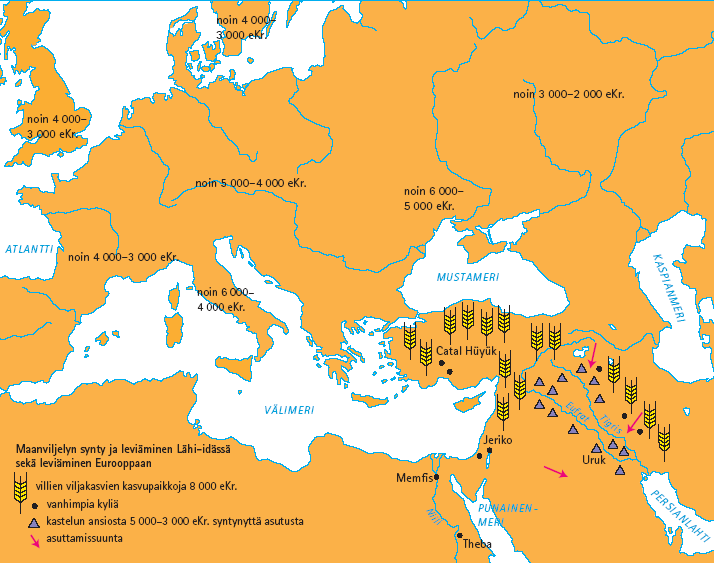 noin 4 000–
3 000 eKr.
noin 3 000–2 000 eKr.
noin 4 000–
3 000 eKr.
noin 5 000–4 000 eKr.
noin 6 000–
5 000 eKr.
ATLANTTI
noin 4 000–3 000 eKr.
MUSTAMERI
KASPIANMERI
noin 6 000–
4 000 eKr.
Catal Hüyük
VÄLIMERI
Eufrat
Tigris
Jeriko
Uruk
Memfis
Niili
PUNAINEN-
MERI
PERSIANLAHTI
Theba
Maanviljelyn synty ja leviäminen Lähi-idässä
sekä leviäminen Eurooppaan
villien viljakasvien kasvupaikkoja 8 000 eKr.
vanhimpia kyliä
kastelun ansiosta 5 000–3 000 eKr. syntynyttä asutusta
asuttamissuunta